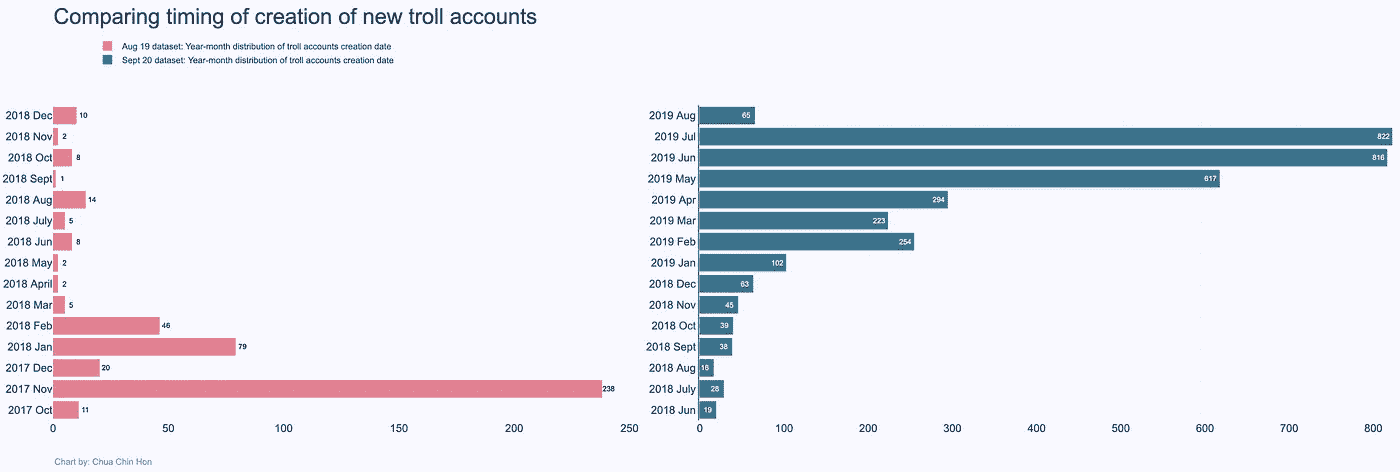 Comparing timing of creation of new troll accounts
Aug 19 dataset: Year-month distribution of troll accounts creation date
Sept 20 dataset: Year-month distribution of troll accounts creation date
2018 Dec 10
2018 Nov 2
2018 Oct 8
2018 Sept 1
2018 Aug 14
2018 July 5
2018 Jun 8
2018 May 2
2018 April 2
2018 Mar 5
2018 Feb 46
2018 Jan 79
2017 Dec 20
2017 Nov 238
2017 Oct 11
0 50 100 150 200 250
2019 Aug 65
2019 Jul 822
2019 Jun 816
2019 May 617
2019 Apr 294
2019 Mar 223
2019 Feb 254
2019 Jan 102
2018 Dec 63
2018 Nov 45
2018 Oct 39
2018 Sept 38
2018 Aug
2018 July 28
2018 Jun 19
0 100 200 300 400 500 600 700 800
Chart by: Chua Chin Hon